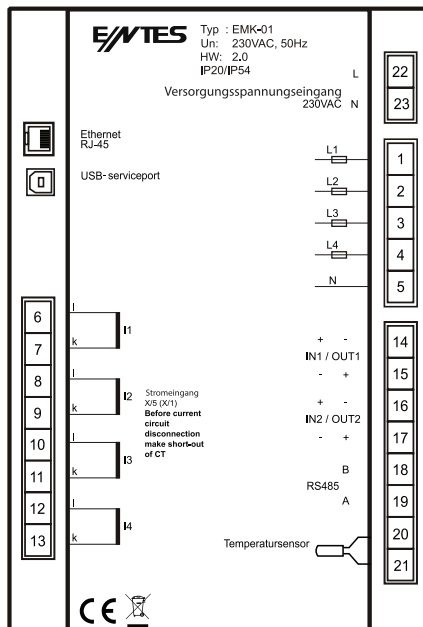 ENTES
Typ : EMK-01
Un: 230VAC, 50Hz
HW: 2.0
IP20/IP54
L
22
Versorgungsspannungseingang
230VAC N
23
Ethernet
RJ-45
USB-serviceport
L1
1
L2
2
L3
3
L4
4
N
5
6
l
I1
7
k
8
l
I2
9
k
10
l
I3
11
k
12
l
I4
13
k
Stromeingang
X/5 (X/1)
Before current
circuit
disconnection
make short-out
of CT
+ -
14
IN1 / OUT1
- +
15
+ -
16
IN2 / OUT2
- +
17
B
18
RS485
A
19
Temperatursensor
20
21
CE